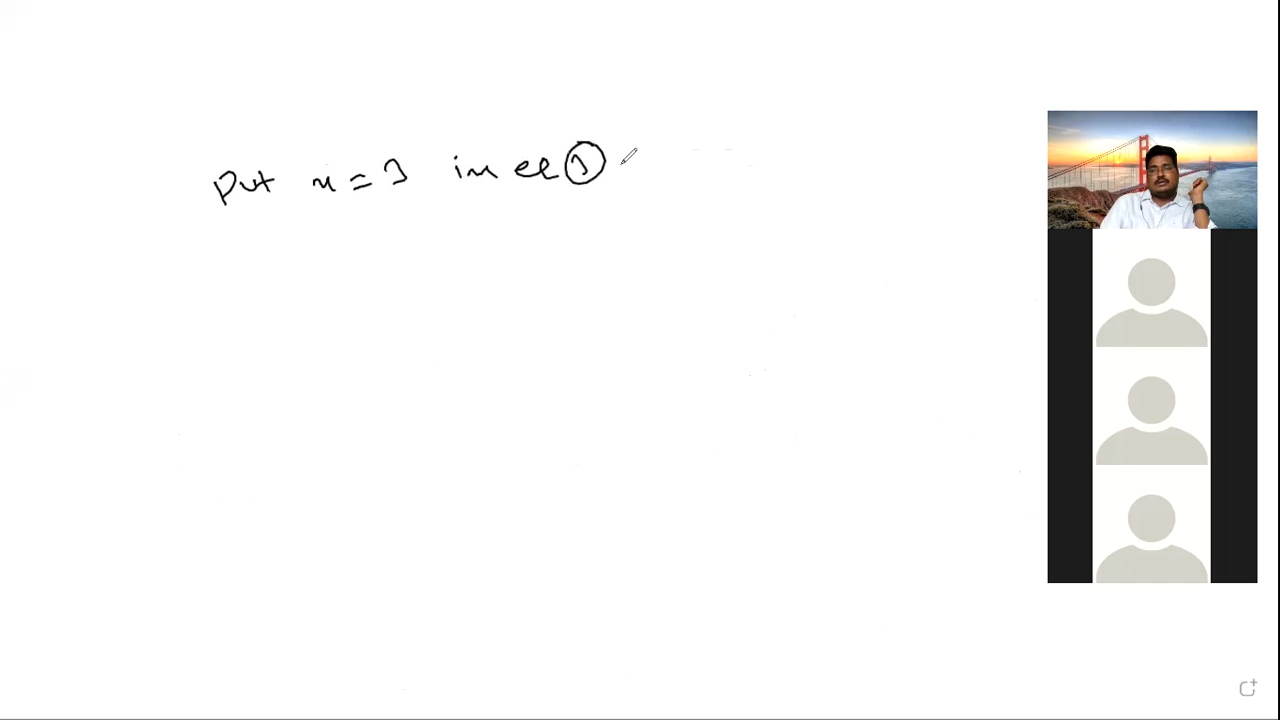 Put x = 3 in eq ①